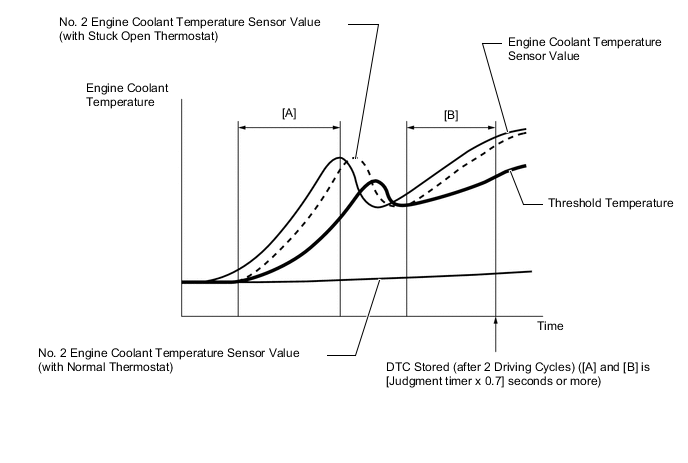 No. 2 Engine Coolant Temperature Sensor Value
(with Stuck Open Thermostat)
Engine Coolant Temperature
Sensor Value
Engine Coolant
Temperature
[A]
[B]
Threshold Temperature
Time
No. 2 Engine Coolant Temperature Sensor Value
(with Normal Thermostat)
DTC Stored (after 2 Driving Cycles) ([A] and [B] is
[Judgment timer x 0.7] seconds or more)